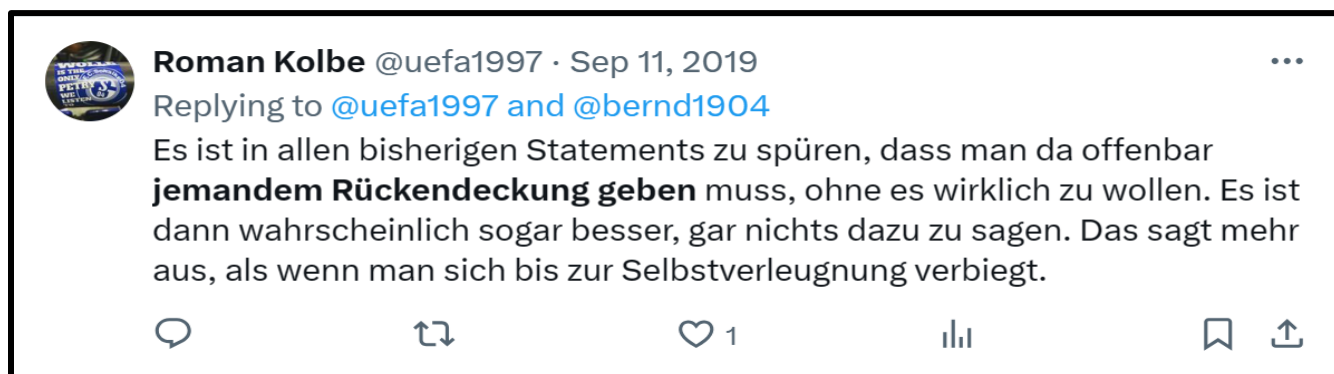 Roman Kolbe @uefa1997 · Sep 11, 2019
Replying to @uefa1997 and @bernd1904
Es ist in allen bisherigen Statements zu spüren, dass man da offenbar
jemandem Rückendeckung geben muss, ohne es wirklich zu wollen. Es ist
dann wahrscheinlich sogar besser, gar nichts dazu zu sagen. Das sagt mehr
aus, als wenn man sich bis zur Selbstverleugnung verbiegt.
1